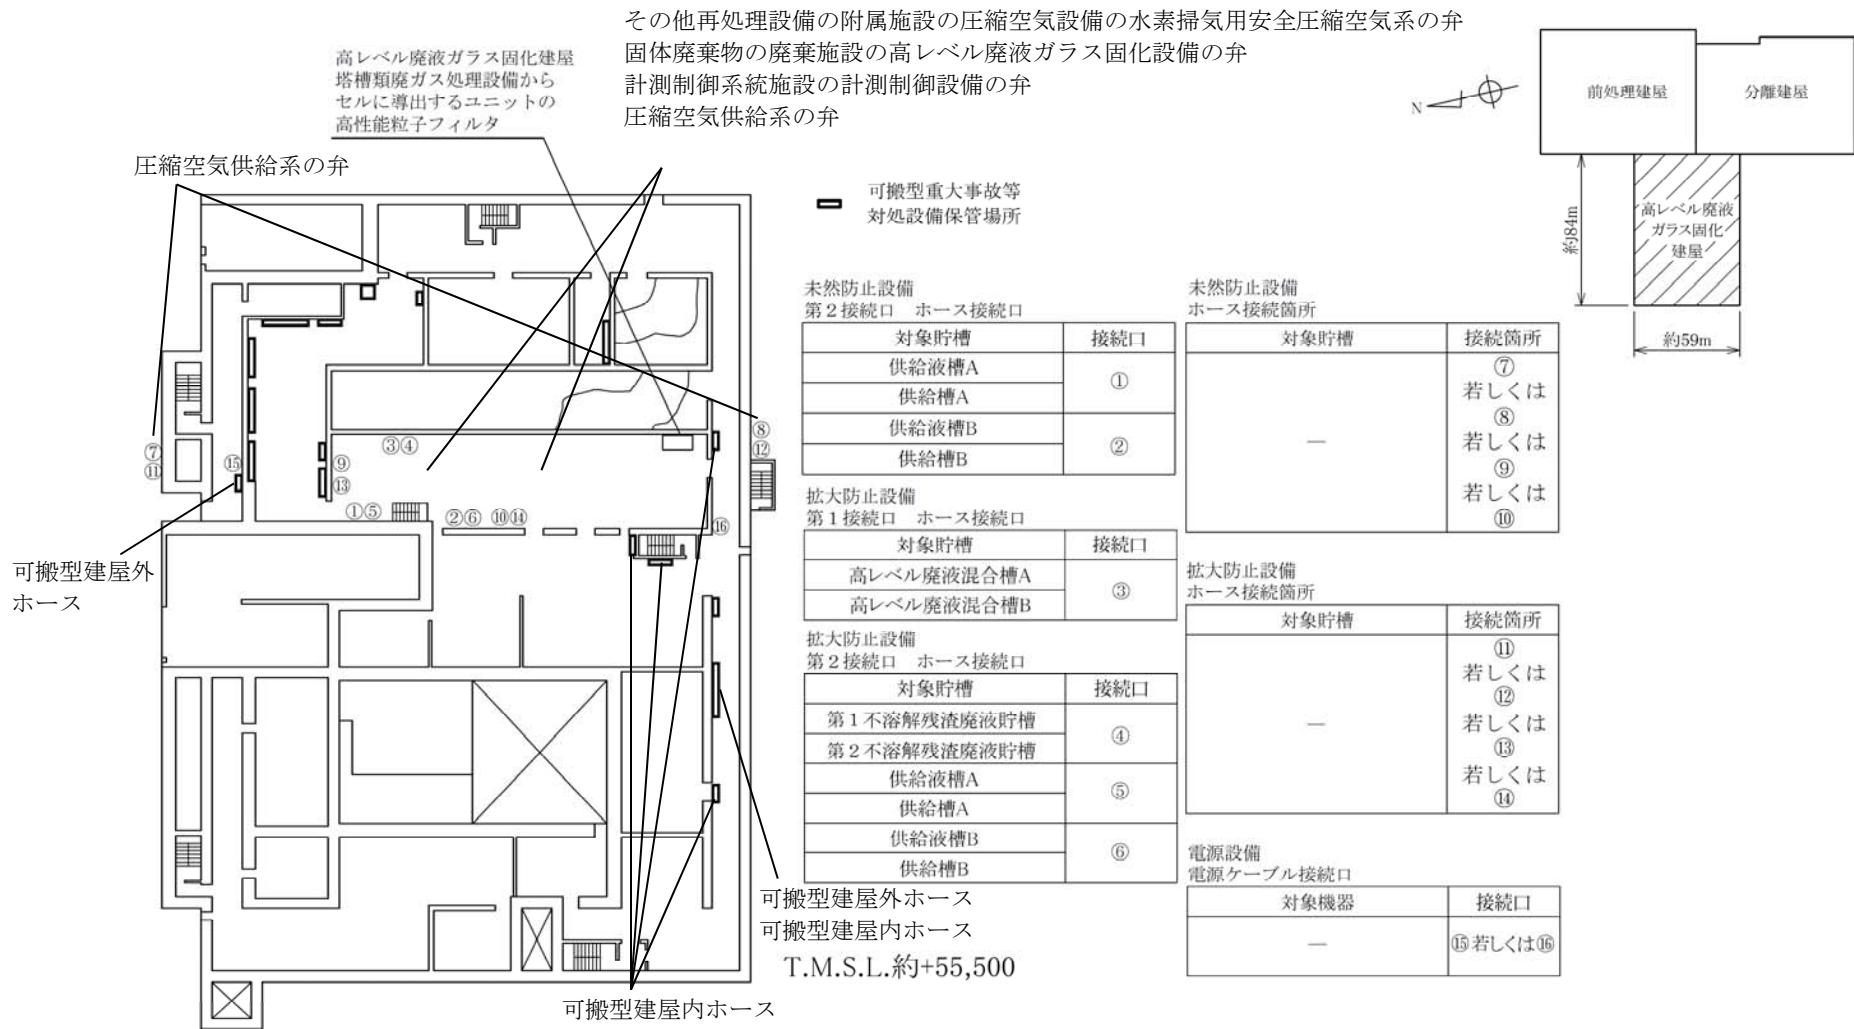 その他再処理設備の附属施設の圧縮空気設備の水素掃気用安全圧縮空気系の弁
固体廃棄物の廃棄施設の高レベル廃液ガラス固化設備の弁
計測制御系統施設の計測制御設備の弁
圧縮空気供給系の弁
高レベル廃液ガラス固化建屋
塔槽類廃ガス処理設備から
セルに導出するユニットの
高性能粒子フィルタ
圧縮空気供給系の弁
N
前処理建屋
分離建屋
高レベル廃液
ガラス固化
建屋
約84m
約59m
可搬型重大事故等
対処設備保管場所
⑦
⑪
⑮
⑨
⑬
③④
①⑤
②⑥ ⑩⑭
⑧
⑫
⑯
可搬型建屋外
ホース
可搬型建屋外ホース
可搬型建屋内ホース
T.M.S.L.約+55,500
可搬型建屋内ホース
未然防止設備
第2接続口 ホース接続口
対象貯槽 接続口
供給液槽A
供給槽A
①
供給液槽B
供給槽B
②
拡大防止設備
第1接続口 ホース接続口
対象貯槽 接続口
高レベル廃液混合槽A
高レベル廃液混合槽B
③
拡大防止設備
第2接続口 ホース接続口
対象貯槽 接続口
第1不溶解残渣廃液貯槽
第2不溶解残渣廃液貯槽
④
供給液槽A
供給槽A
⑤
供給液槽B
供給槽B
⑥
未然防止設備
ホース接続箇所
対象貯槽 接続箇所
―
⑦
若しくは
⑧
若しくは
⑨
若しくは
⑩
拡大防止設備
ホース接続箇所
対象貯槽 接続箇所
―
⑪
若しくは
⑫
若しくは
⑬
若しくは
⑭
電源設備
電源ケーブル接続口
対象機器 接続口
― ⑮若しくは⑯